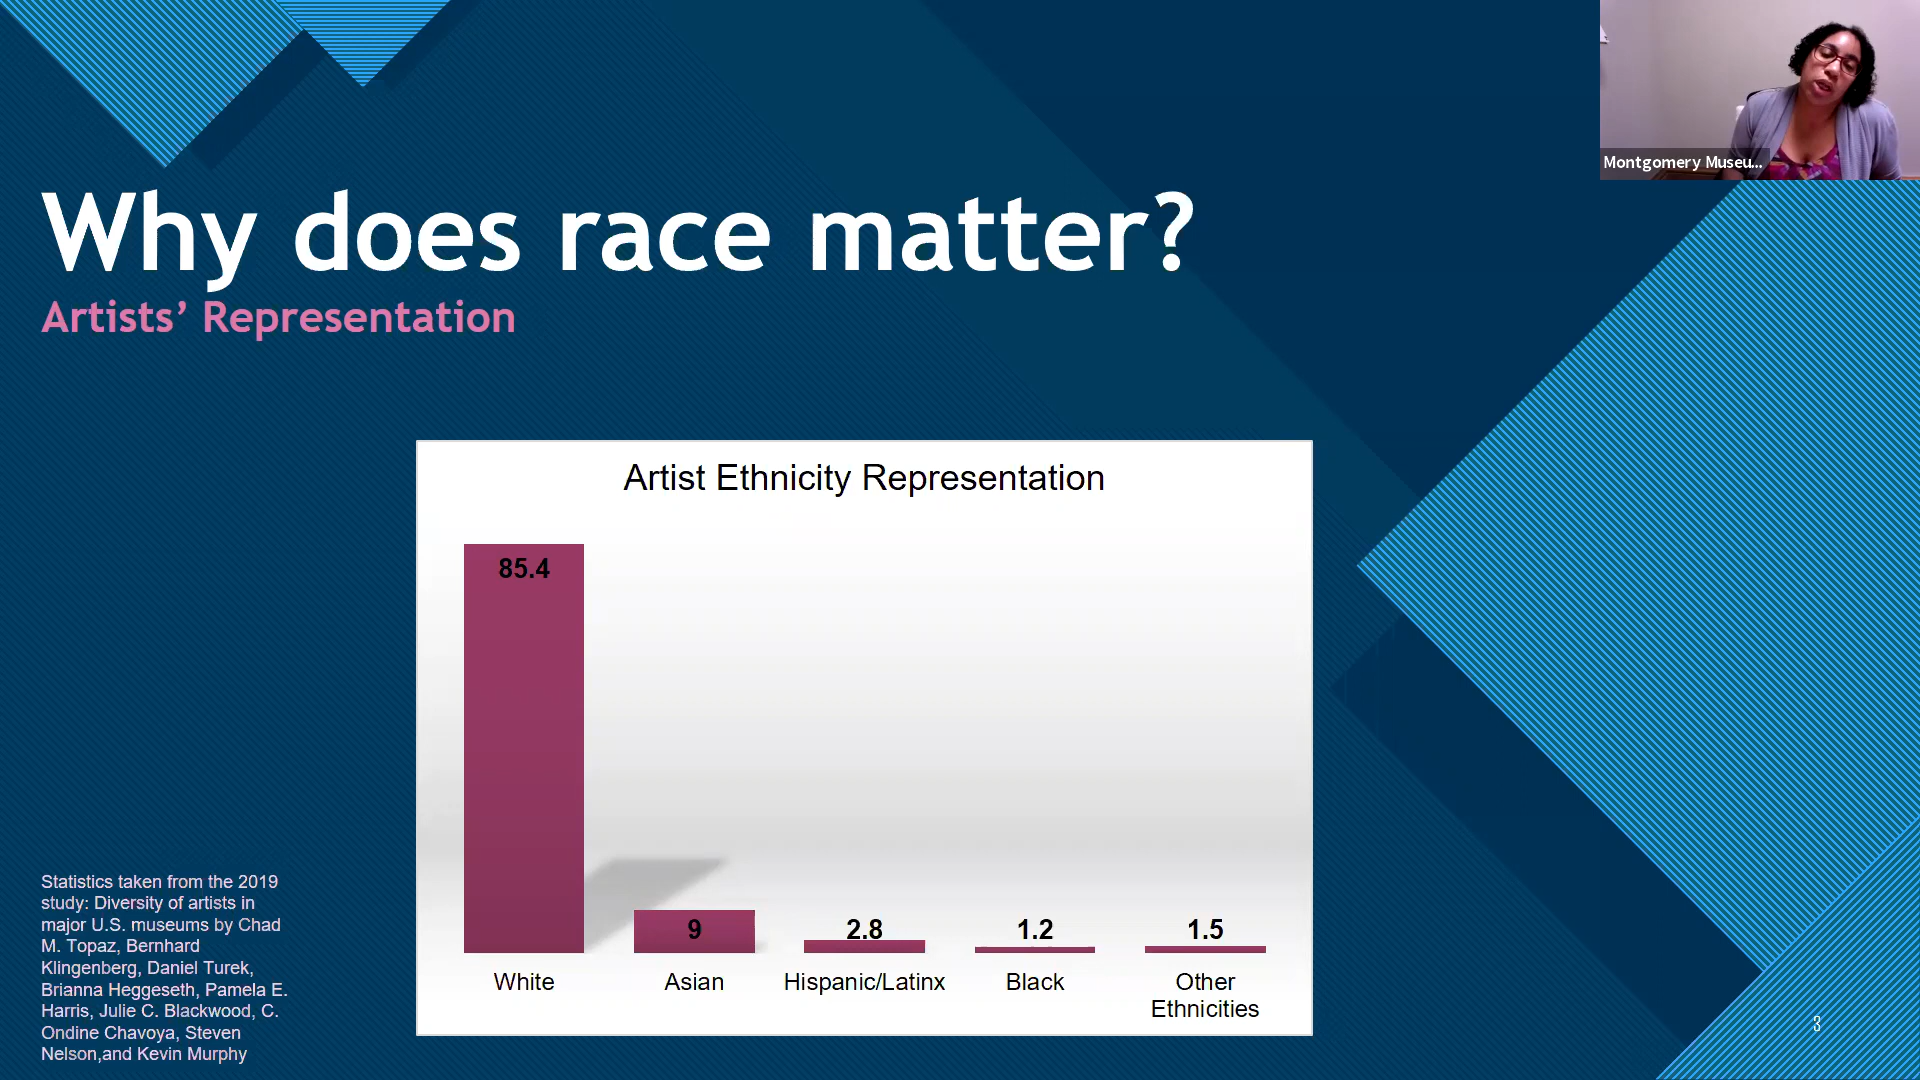 Montgomery Museu...
Why does race matter?
Artists’ Representation
Artist Ethnicity Representation
85.4
9
2.8
1.2
1.5
White
Asian
Hispanic/Latinx
Black
Other
Ethnicities
Statistics taken from the 2019
study: Diversity of artists in
major U.S. museums by Chad
M. Topaz, Bernhard
Klingenberg, Daniel Turek,
Brianna Heggeseth, Pamela E.
Harris, Julie C. Blackwood, C.
Ondine Chavoya, Steven
Nelson,and Kevin Murphy
3